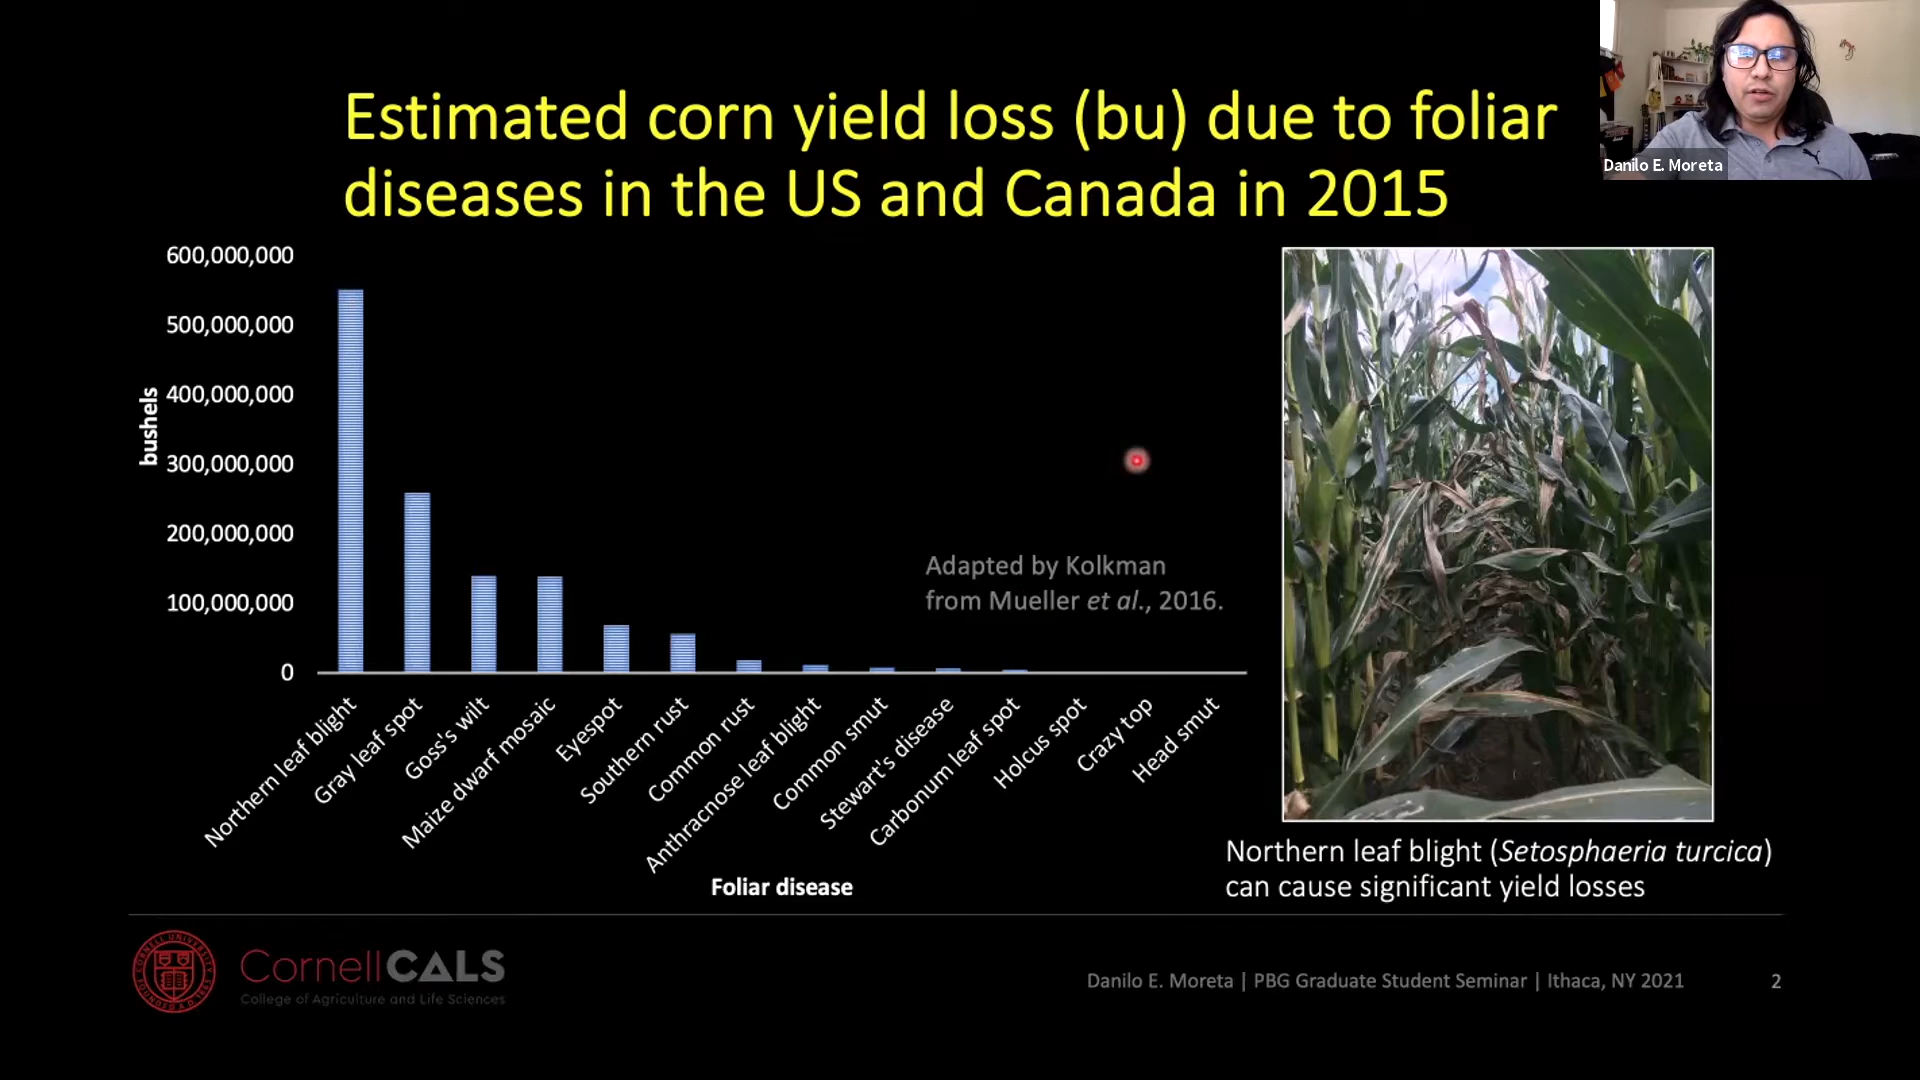 Estimated corn yield loss (bu) due to foliar
diseases in the US and Canada in 2015
Danilo E. Moreta
600,000,000
500,000,000
400,000,000
300,000,000
200,000,000
100,000,000
0
bushels
Adapted by Kolkman
from Mueller et al., 2016.
Northern leaf blight
Gray leaf spot
Goss's wilt
Maize dwarf mosaic
Eyespot
Southern rust
Common rust
Anthracnose leaf blight
Common smut
Stewart's disease
Carbonum leaf spot
Holcus spot
Crazy top
Head smut
Foliar disease
Northern leaf blight (Setosphaeria turcica)
can cause significant yield losses
CornellCALS
College of Agriculture and Life Sciences
Danilo E. Moreta | PBG Graduate Student Seminar | Ithaca, NY 2021
2